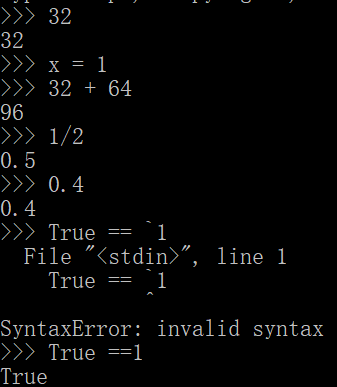 >>> 32
32
>>> x = 1
>>> 32 + 64
96
>>> 1/2
0.5
>>> 0.4
0.4
>>> True == `1
  File "<stdin>", line 1
    True == `1
            ^
SyntaxError: invalid syntax
>>> True ==1
True